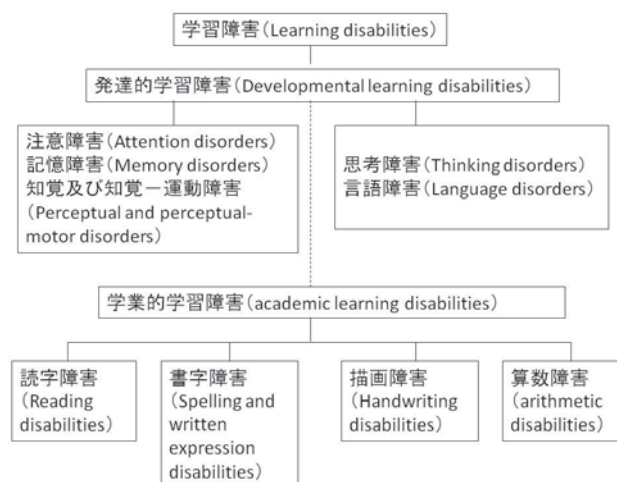 学習障害（Learning disabilities）
発達的学習障害（Developmental learning disabilities）
注意障害（Attention disorders）
記憶障害（Memory disorders）
知覚及び知覚－運動障害
（Perceptual and perceptual-
motor disorders）
思考障害（Thinking disorders）
言語障害（Language disorders）
学業的学習障害（academic learning disabilities）
読字障害
（Reading
disabilities）
書字障害
（Spelling and
written
expression
disabilities）
描画障害
（Handwriting
disabilities）
算数障害
（arithmetic
disabilities）